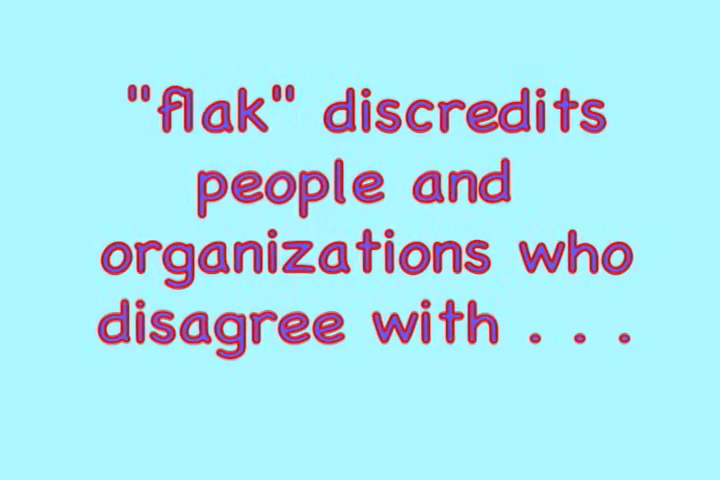 "flak" discredits
people and
organizations who
disagree with . . .